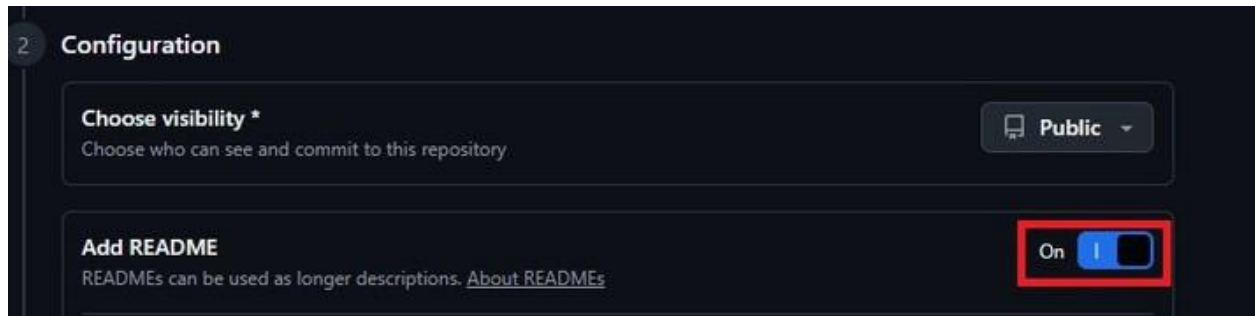 2
Configuration
Choose visibility *
Public
Choose who can see and commit to this repository
Add README
On
READMEs can be used as longer descriptions. About READMEs